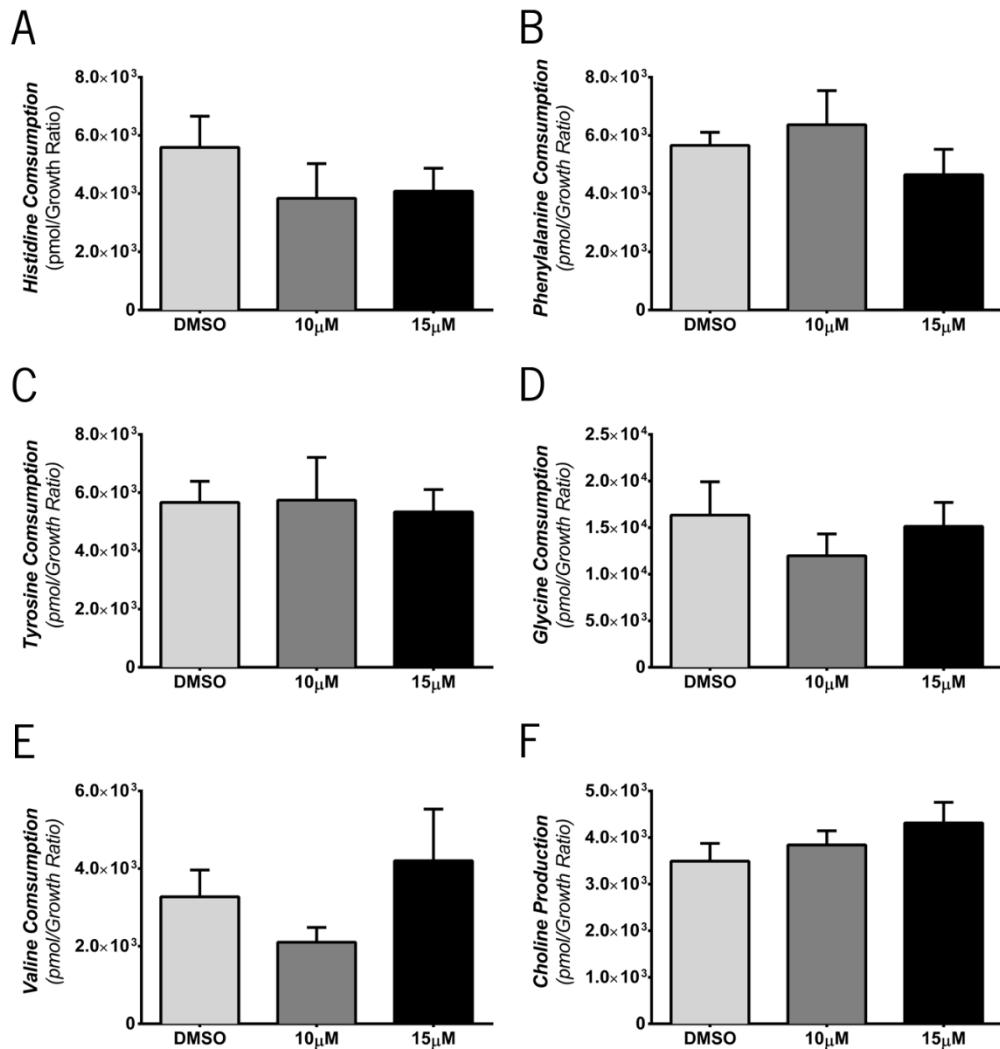 A
Histidine Comsumption
(pmol/Growth Ratio)
8.0×10³
6.0×10³
4.0×10³
2.0×10³
0
DMSO 10µM 15µM
B
Phenylalanine Comsumption
(pmol/Growth Ratio)
8.0×10³
6.0×10³
4.0×10³
2.0×10³
0
DMSO 10µM 15µM
C
Tyrosine Comsumption
(pmol/Growth Ratio)
8.0×10³
6.0×10³
4.0×10³
2.0×10³
0
DMSO 10µM 15µM
D
Glycine Comsumption
(pmol/Growth Ratio)
2.5×10⁴
2.0×10⁴
1.5×10⁴
1.0×10⁴
5.0×10³
0
DMSO 10µM 15µM
E
Valine Comsumption
(pmol/Growth Ratio)
6.0×10³
4.0×10³
2.0×10³
0
DMSO 10µM 15µM
F
Choline Production
(pmol/Growth Ratio)
5.0×10³
4.0×10³
3.0×10³
2.0×10³
1.0×10³
0
DMSO 10µM 15µM